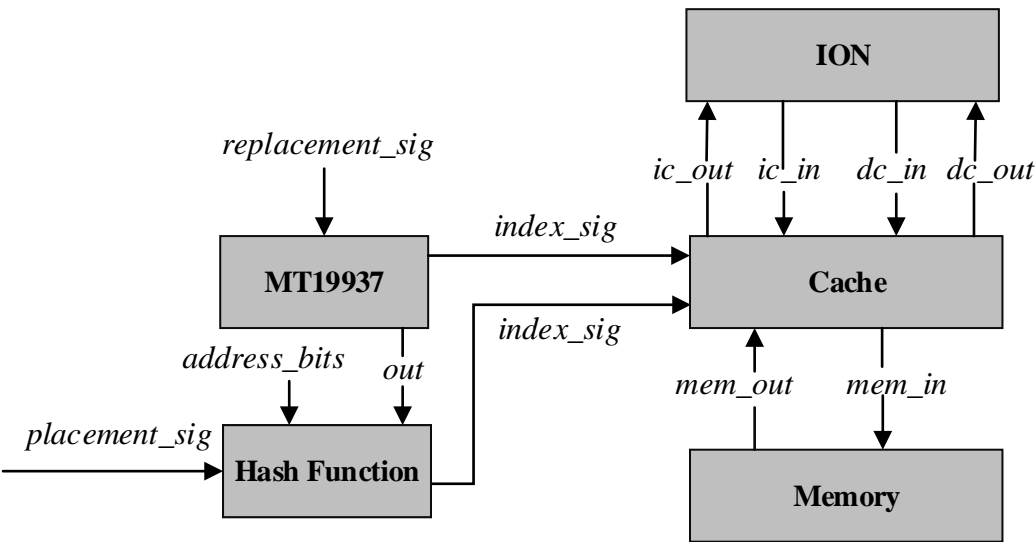 ION
replacement_sig
ic_out ic_in dc_in dc_out
index_sig
MT19937
Cache
index_sig
address_bits out
mem_out mem_in
placement_sig
Hash Function
Memory